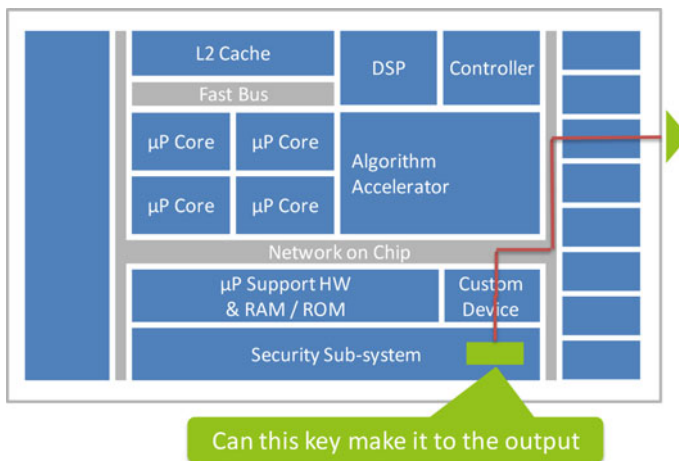 L2 Cache
DSP
Controller
Fast Bus
µP Core
µP Core
Algorithm
Accelerator
µP Core
µP Core
Network on Chip
µP Support HW
& RAM / ROM
Custom
Device
Security Sub-system
Can this key make it to the output